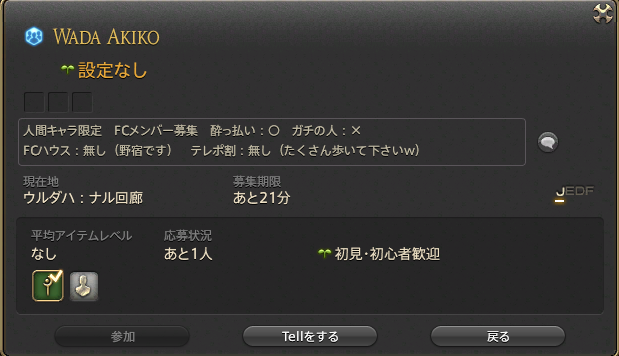 WADA AKIKO
設定なし
人間キャラ限定　FCメンバー募集　酔っ払い：〇　ガチの人：×
FCハウス：無し（野宿です）　テレポ割：無し（たくさん歩いて下さいw）
現在地
募集期限
ウルダハ：ナル回廊
あと21分
JEDF
平均アイテムレベル
応募状況
なし
あと1人
初見・初心者歓迎
参加
Tellをする
戻る